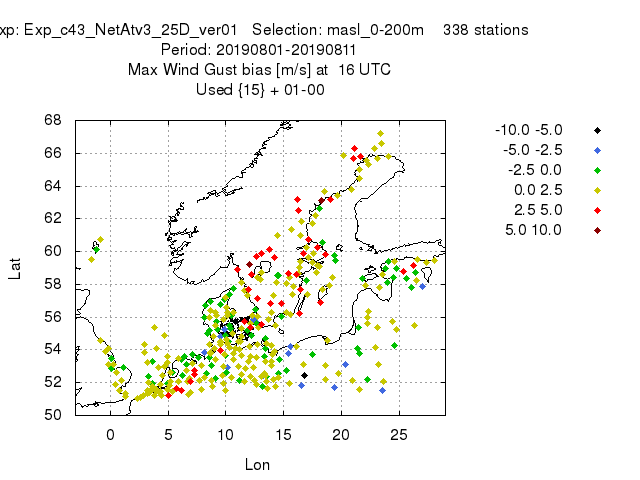 xp: Exp_c43_NetAtv3_25D_ver01 Selection: masl_0-200m 338 stations
Period: 20190801-20190811
Max Wind Gust bias [m/s] at 16 UTC
Used {15} + 01-00
68
66
64
62
60
58
56
54
52
50
Lat
0 5 10 15 20 25
Lon
-10.0 -5.0
-5.0 -2.5
-2.5 0.0
0.0 2.5
2.5 5.0
5.0 10.0